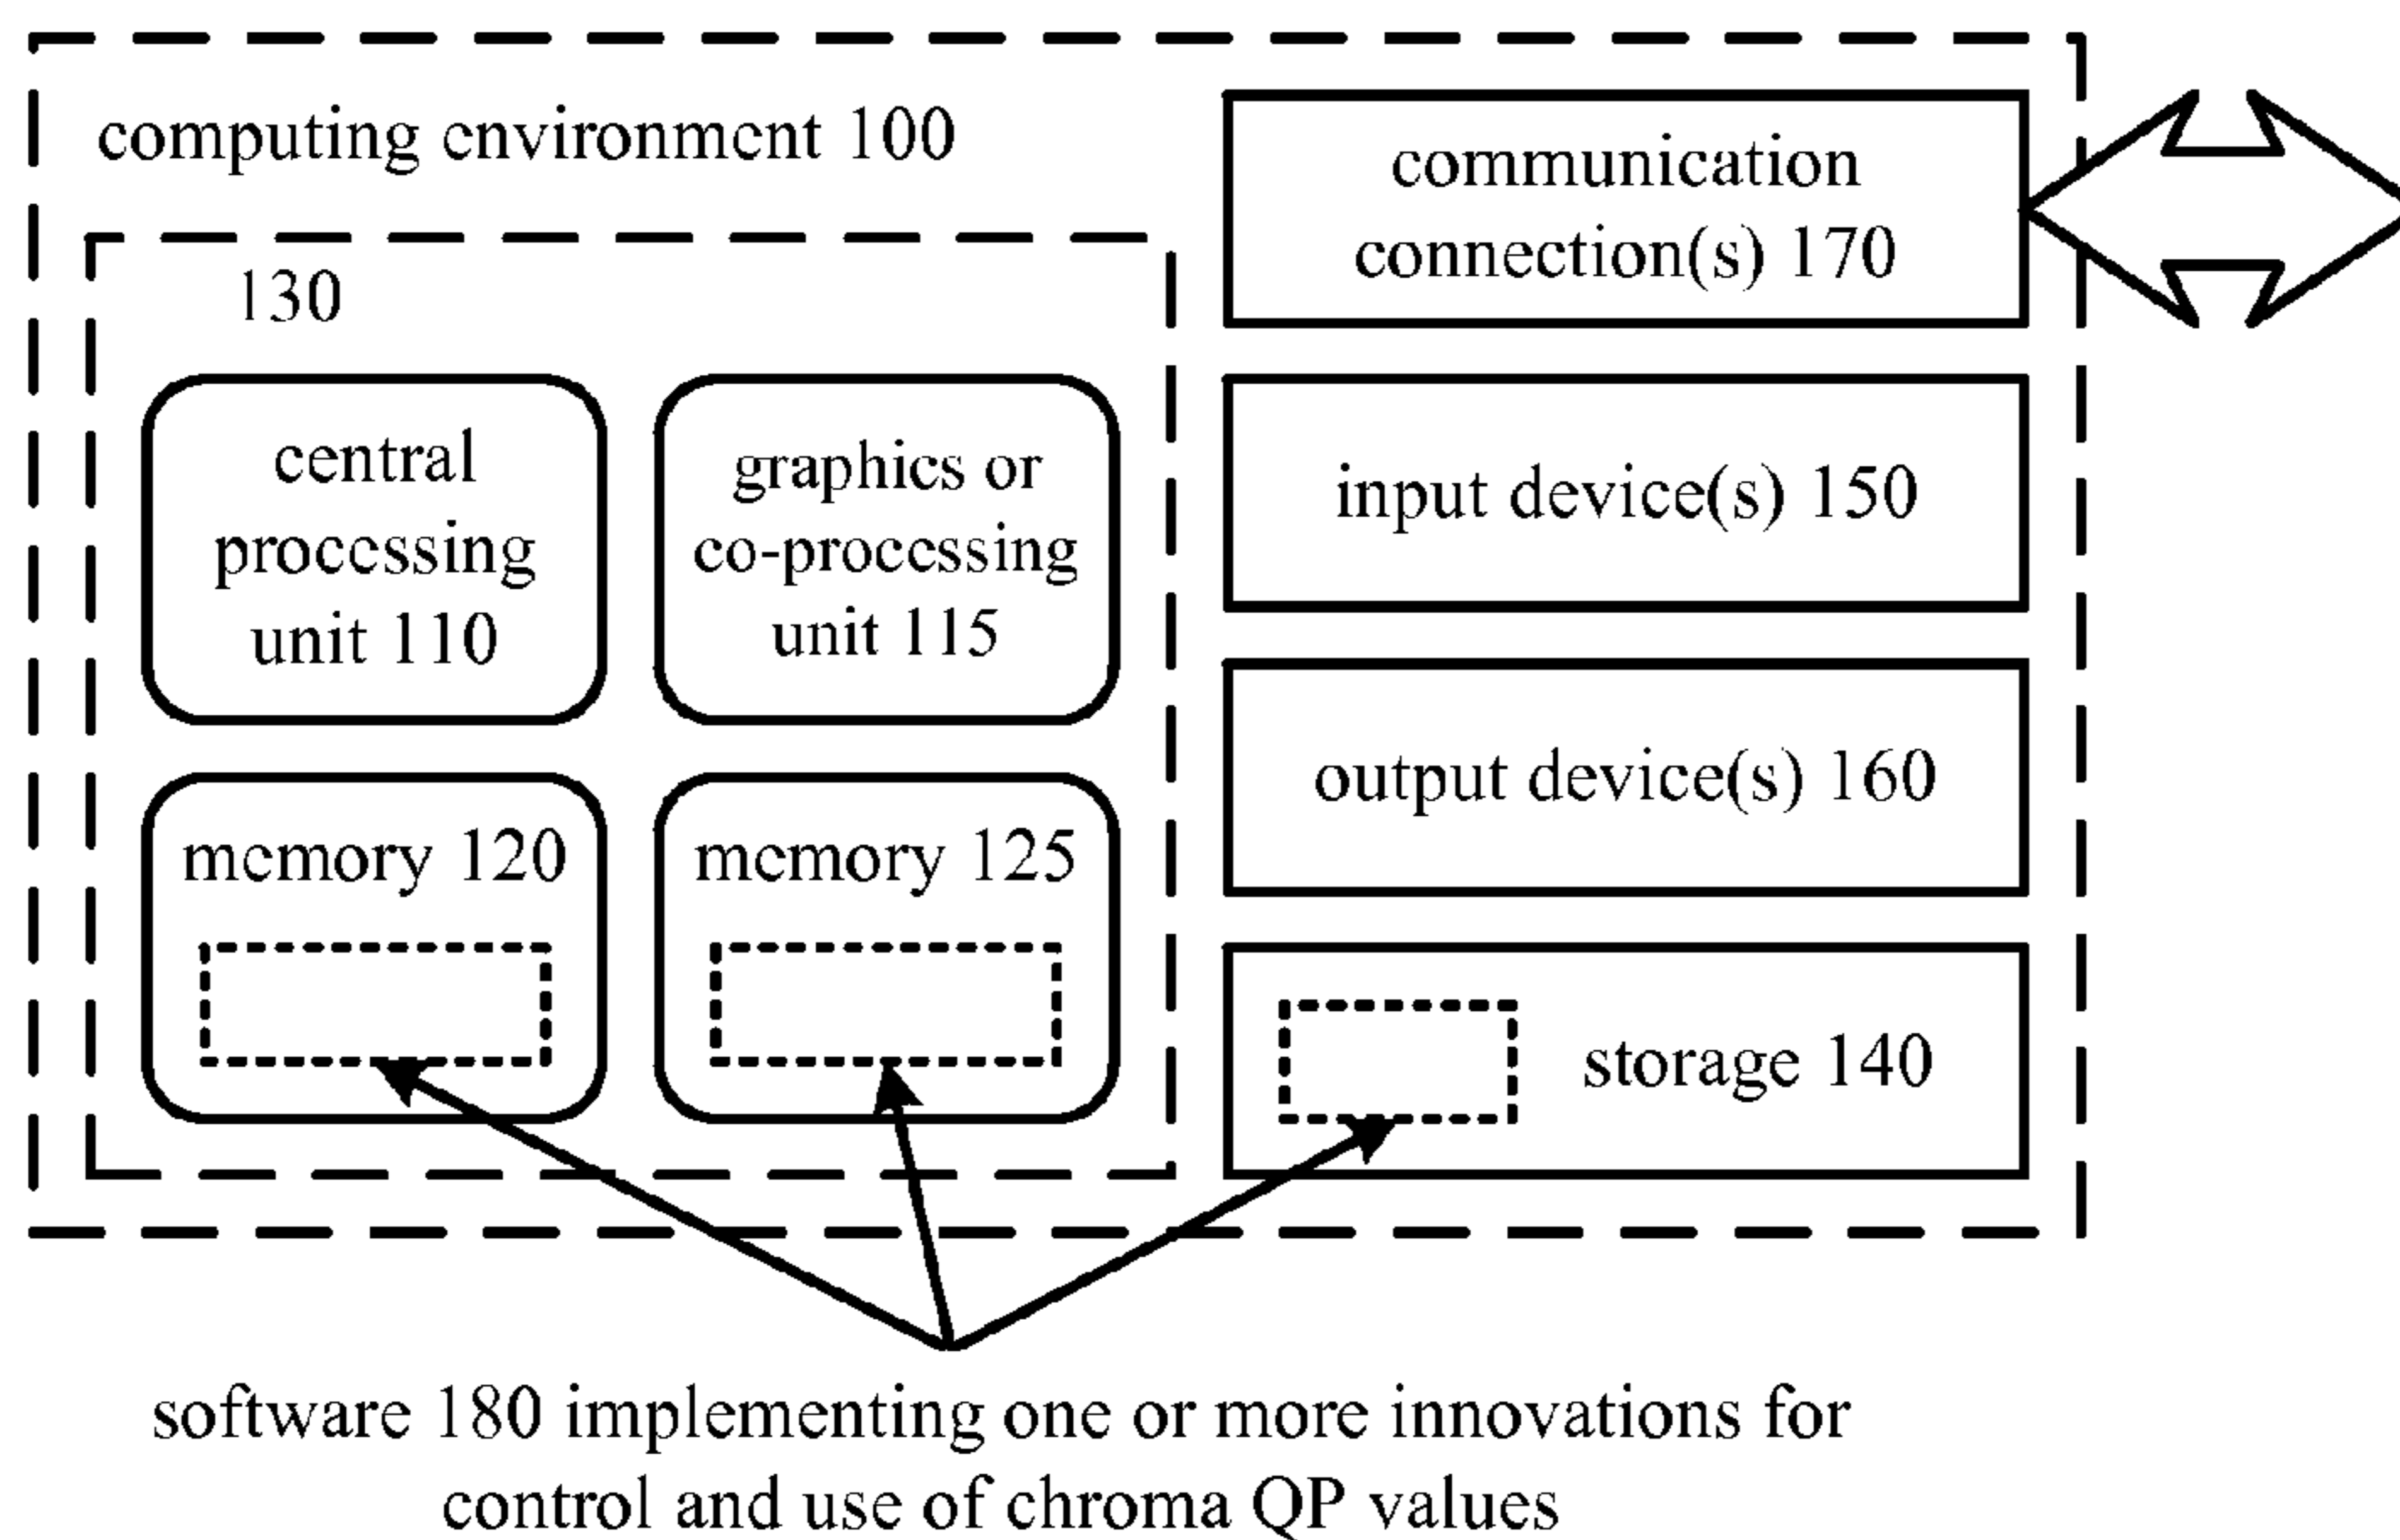 computing environment 100
130
central
processing
unit 110
graphics or
co-processing
unit 115
memory 120
memory 125
communication
connection(s) 170
input device(s) 150
output device(s) 160
storage 140
software 180 implementing one or more innovations for
control and use of chroma QP values